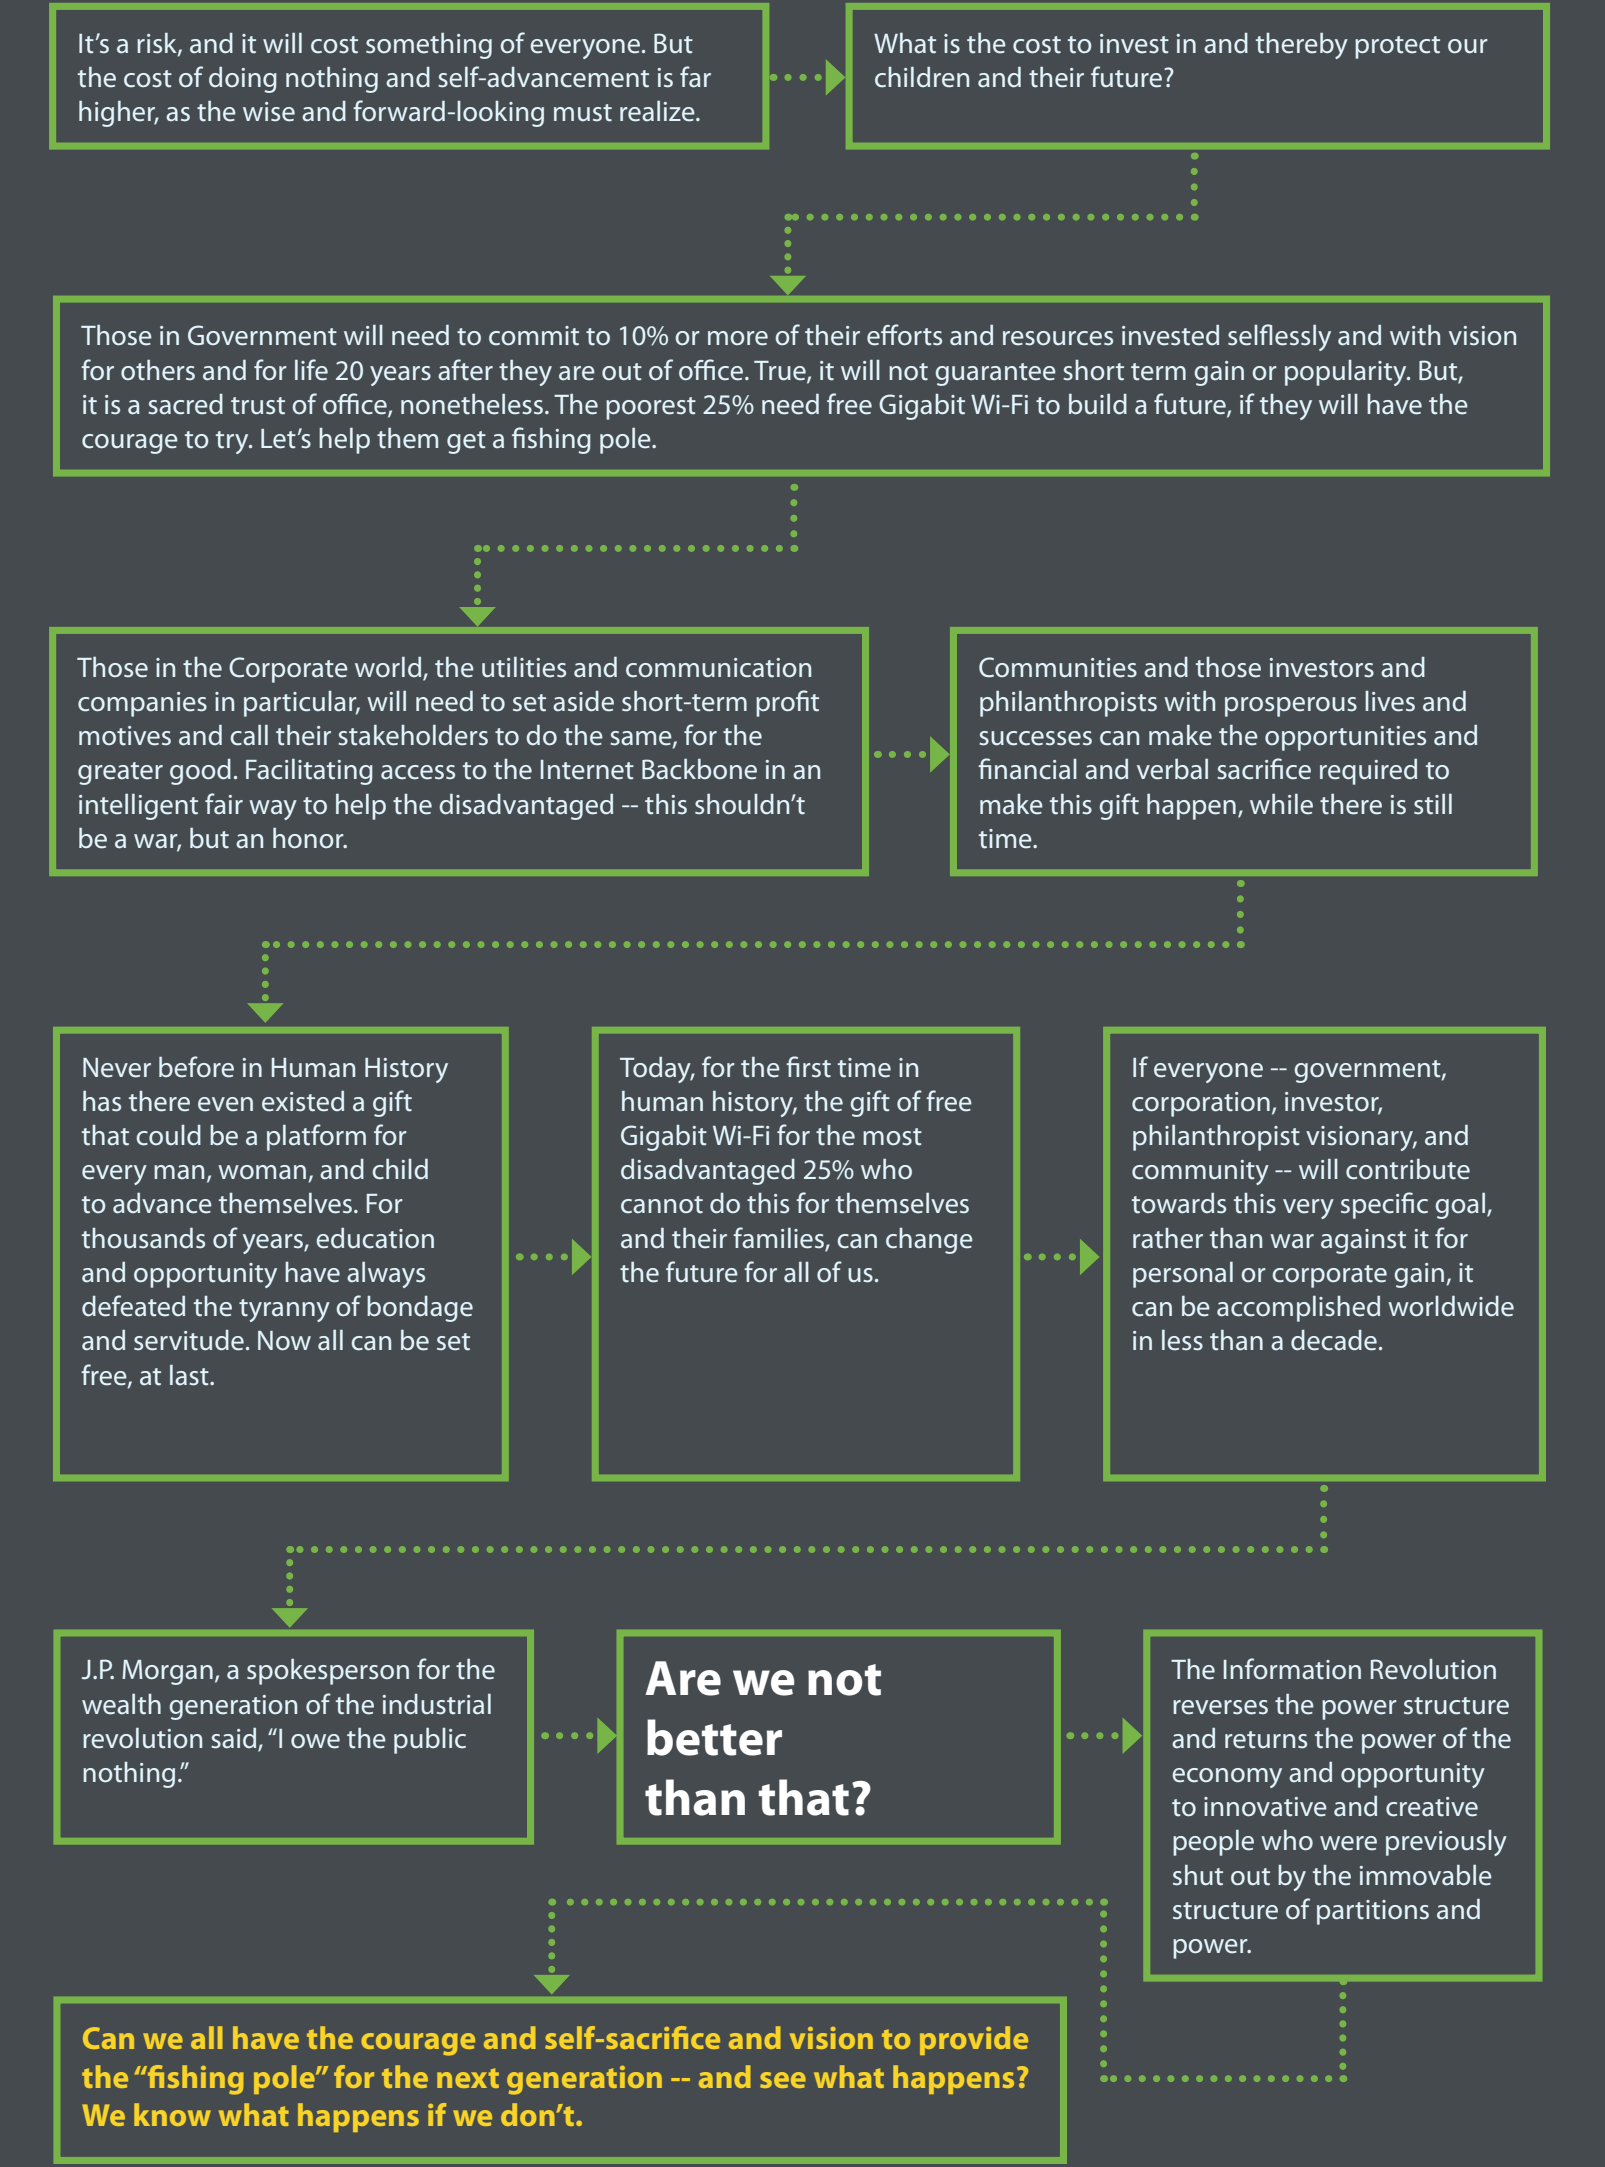 It’s a risk, and it will cost something of everyone. But
the cost of doing nothing and self-advancement is far
higher, as the wise and forward-looking must realize.
What is the cost to invest in and thereby protect our
children and their future?
Those in Government will need to commit to 10% or more of their efforts and resources invested selflessly and with vision
for others and for life 20 years after they are out of office. True, it will not guarantee short term gain or popularity. But,
it is a sacred trust of office, nonetheless. The poorest 25% need free Gigabit Wi-Fi to build a future, if they will have the
courage to try. Let’s help them get a fishing pole.
Those in the Corporate world, the utilities and communication
companies in particular, will need to set aside short-term profit
motives and call their stakeholders to do the same, for the
greater good. Facilitating access to the Internet Backbone in an
intelligent fair way to help the disadvantaged -- this shouldn’t
be a war, but an honor.
Communities and those investors and
philanthropists with prosperous lives and
successes can make the opportunities and
financial and verbal sacrifice required to
make this gift happen, while there is still
time.
Never before in Human History
has there even existed a gift
that could be a platform for
every man, woman, and child
to advance themselves. For
thousands of years, education
and opportunity have always
defeated the tyranny of bondage
and servitude. Now all can be set
free, at last.
Today, for the first time in
human history, the gift of free
Gigabit Wi-Fi for the most
disadvantaged 25% who
cannot do this for themselves
and their families, can change
the future for all of us.
If everyone -- government,
corporation, investor,
philanthropist visionary, and
community -- will contribute
towards this very specific goal,
rather than war against it for
personal or corporate gain, it
can be accomplished worldwide
in less than a decade.
J.P. Morgan, a spokesperson for the
wealth generation of the industrial
revolution said, “I owe the public
nothing.”
Are we not
better
than that?
The Information Revolution
reverses the power structure
and returns the power of the
economy and opportunity
to innovative and creative
people who were previously
shut out by the immovable
structure of partitions and
power.
Can we all have the courage and self-sacrifice and vision to provide
the “fishing pole” for the next generation -- and see what happens?
We know what happens if we don’t.